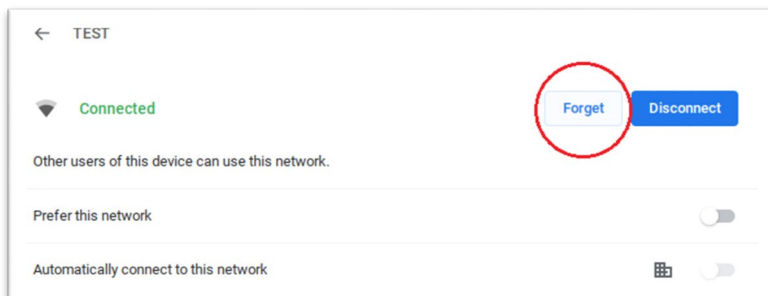 TEST
Connected
Forget
Disconnect
Other users of this device can use this network.
Prefer this network
Automatically connect to this network